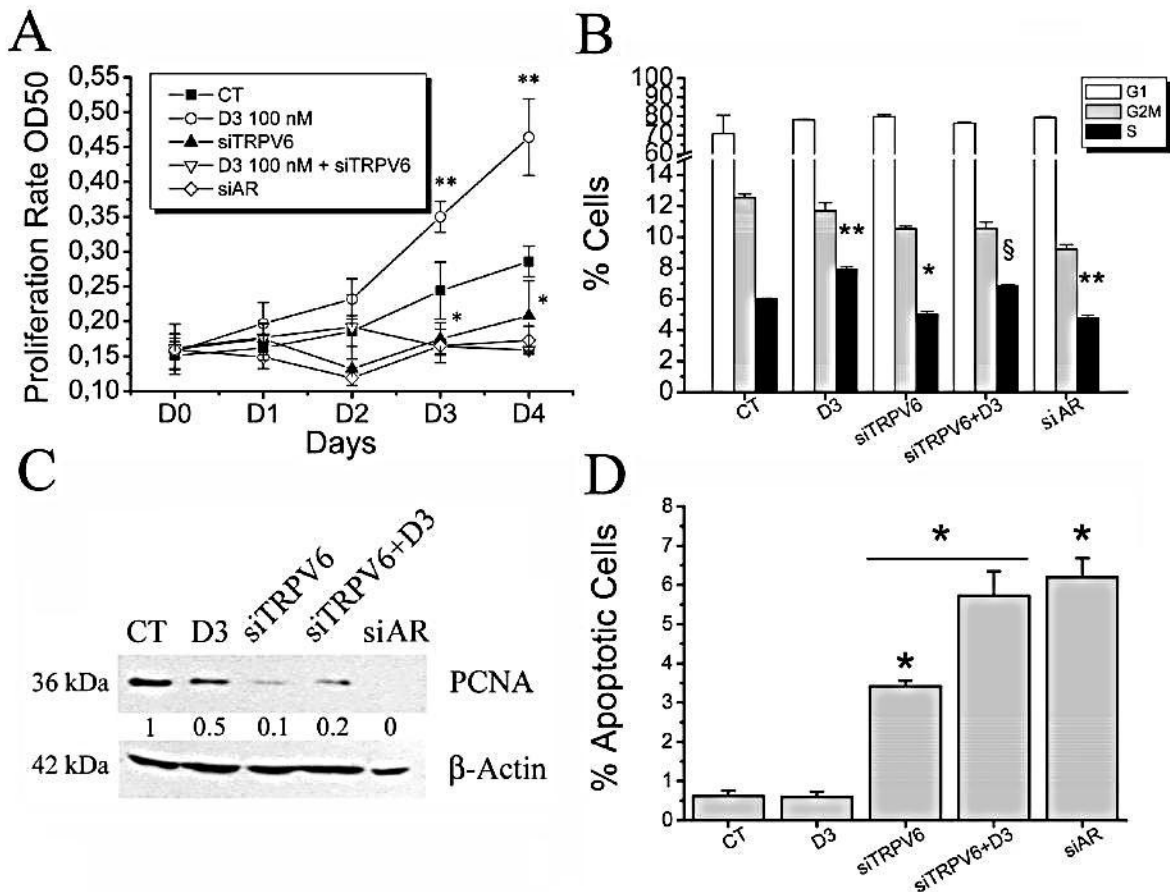 A
Proliferation Rate OD50
0,55
0,50
0,45
0,40
0,35
0,30
0,25
0,20
0,15
0,10
CT
D3 100 nM
siTRPV6
D3 100 nM + siTRPV6
siAR
**
**
*
*
D0 D1 D2 D3 D4
Days
B
% Cells
100
90
80
70
60
14
12
10
8
6
4
2
0
G1
G2M
S
**
*
§
**
CT D3 siTRPV6 siTRPV6+D3 siAR
C
CT D3 siTRPV6 siTRPV6+D3 siAR
36 kDa PCNA
1 0.5 0.1 0.2 0
42 kDa β-Actin
D
% Apoptotic Cells
8
7
6
5
4
3
2
1
0
*
*
*
CT D3 siTRPV6 siTRPV6+D3 siAR